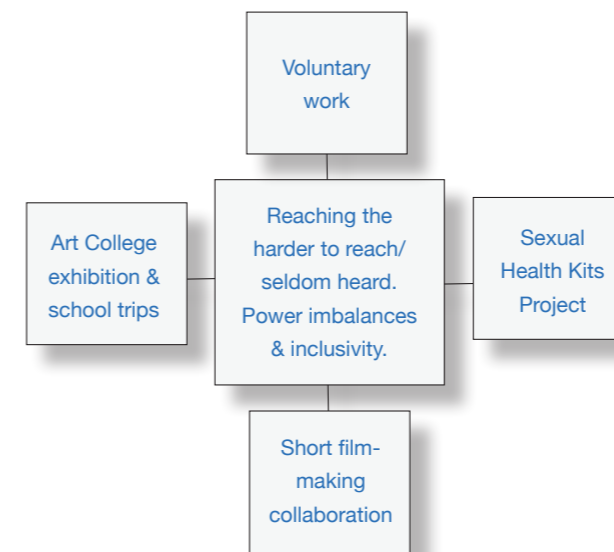 Voluntary
work
Reaching the
harder to reach/
seldom heard.
Power imbalances
& inclusivity.
Art College
exhibition &
school trips
Sexual
Health Kits
Project
Short film-
making
collaboration